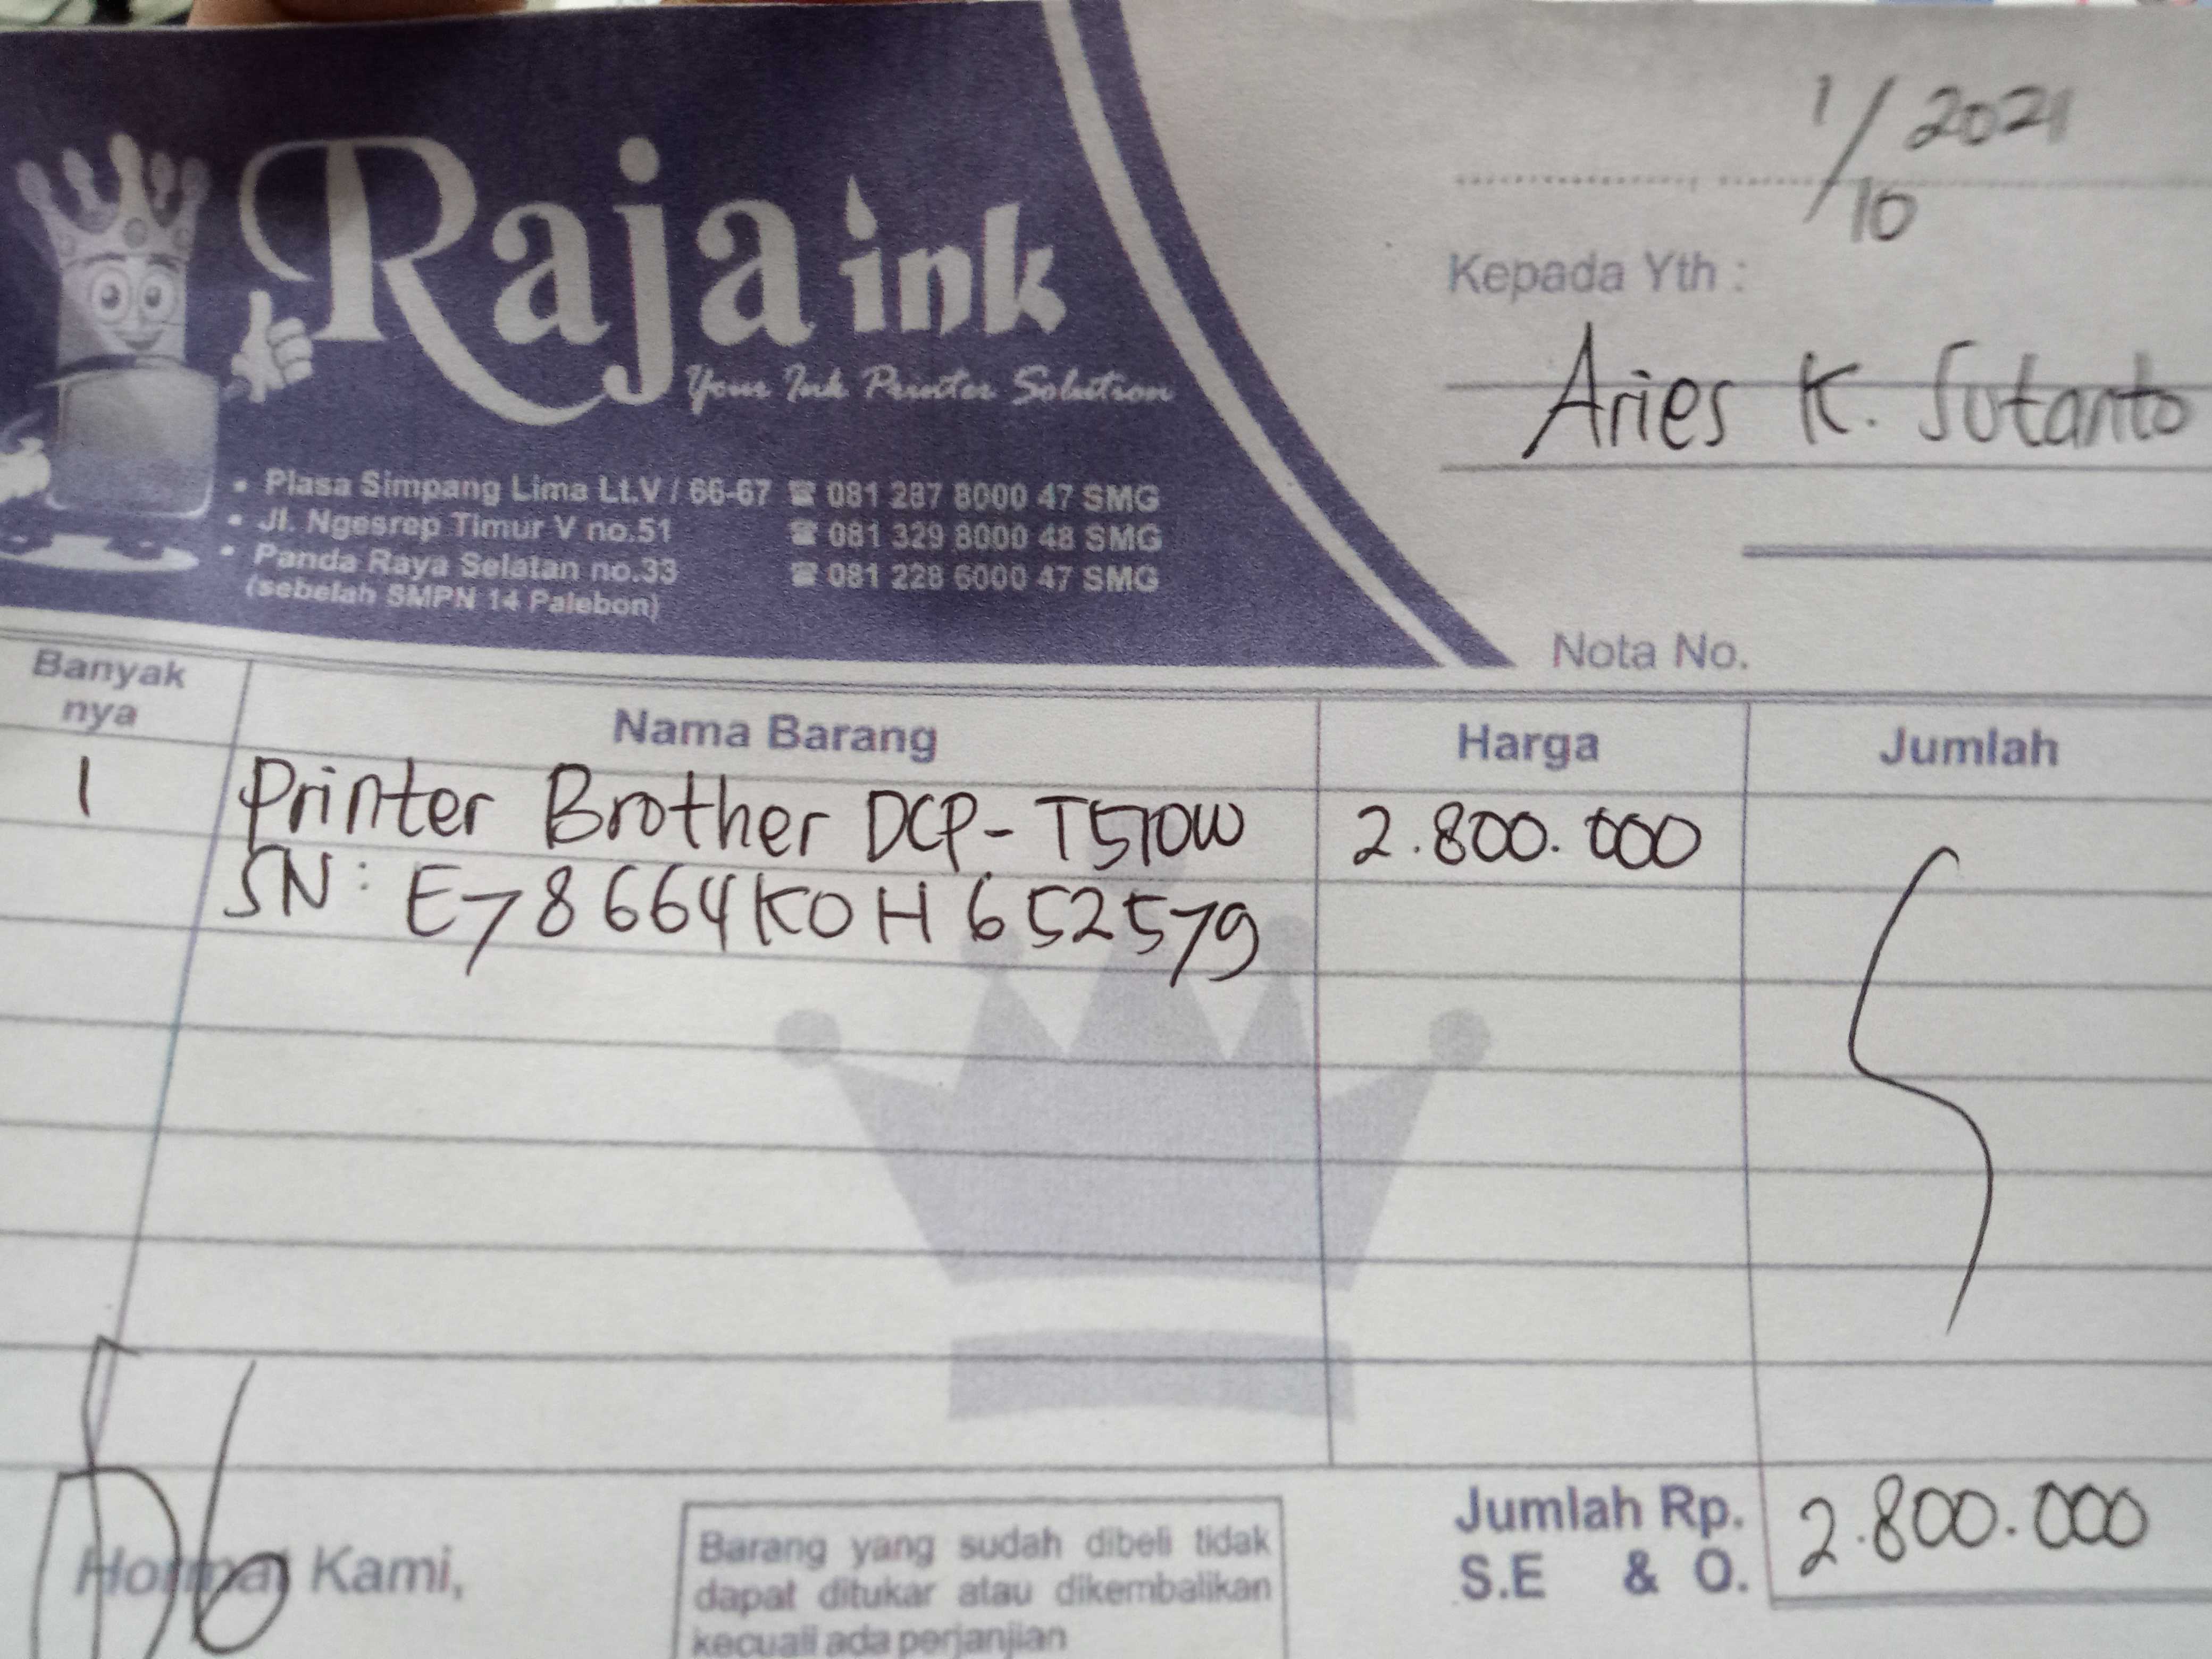 1/10 2021
Raja ink
Your Ink Printer Solution
• Plasa Simpang Lima Lt.V / 66-67 ☎ 081 287 8000 47 SMG
• Jl. Ngesrep Timur V no.51 ☎ 081 329 8000 48 SMG
• Panda Raya Selatan no.33 ☎ 081 228 6000 47 SMG
(sebelah SMPN 14 Palebon)
Kepada Yth :
Aries K. Sutanto
Nota No.
Banyak nya Nama Barang Harga Jumlah
1 Printer Brother DCP-T510W 2.800.000
SN: E78664K0H652579
Jumlah Rp. 2.800.000
S.E & O.
Hormat Kami,
Barang yang sudah dibeli tidak
dapat ditukar atau dikembalikan
kecuali ada perjanjian